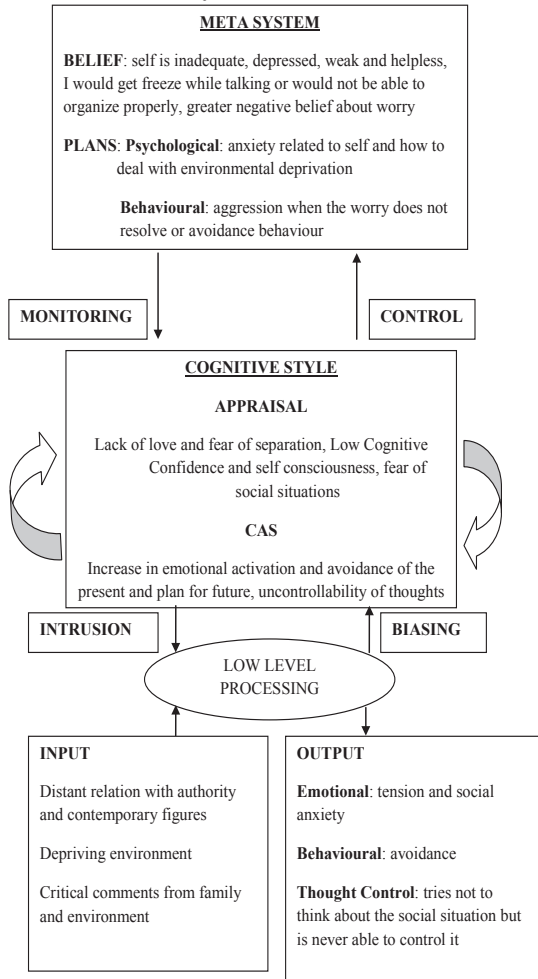 META SYSTEM
BELIEF: self is inadequate, depressed, weak and helpless,
I would get freeze while talking or would not be able to
organize properly, greater negative belief about worry
PLANS: Psychological: anxiety related to self and how to
deal with environmental deprivation
Behavioural: aggression when the worry does not
resolve or avoidance behaviour
MONITORING
CONTROL
COGNITIVE STYLE
APPRAISAL
Lack of love and fear of separation, Low Cognitive
Confidence and self consciousness, fear of
social situations
CAS
Increase in emotional activation and avoidance of the
present and plan for future, uncontrollability of thoughts
INTRUSION
BIASING
LOW LEVEL
PROCESSING
INPUT
Distant relation with authority
and contemporary figures
Depriving environment
Critical comments from family
and environment
OUTPUT
Emotional: tension and social
anxiety
Behavioural: avoidance
Thought Control: tries not to
think about the social situation but
is never able to control it